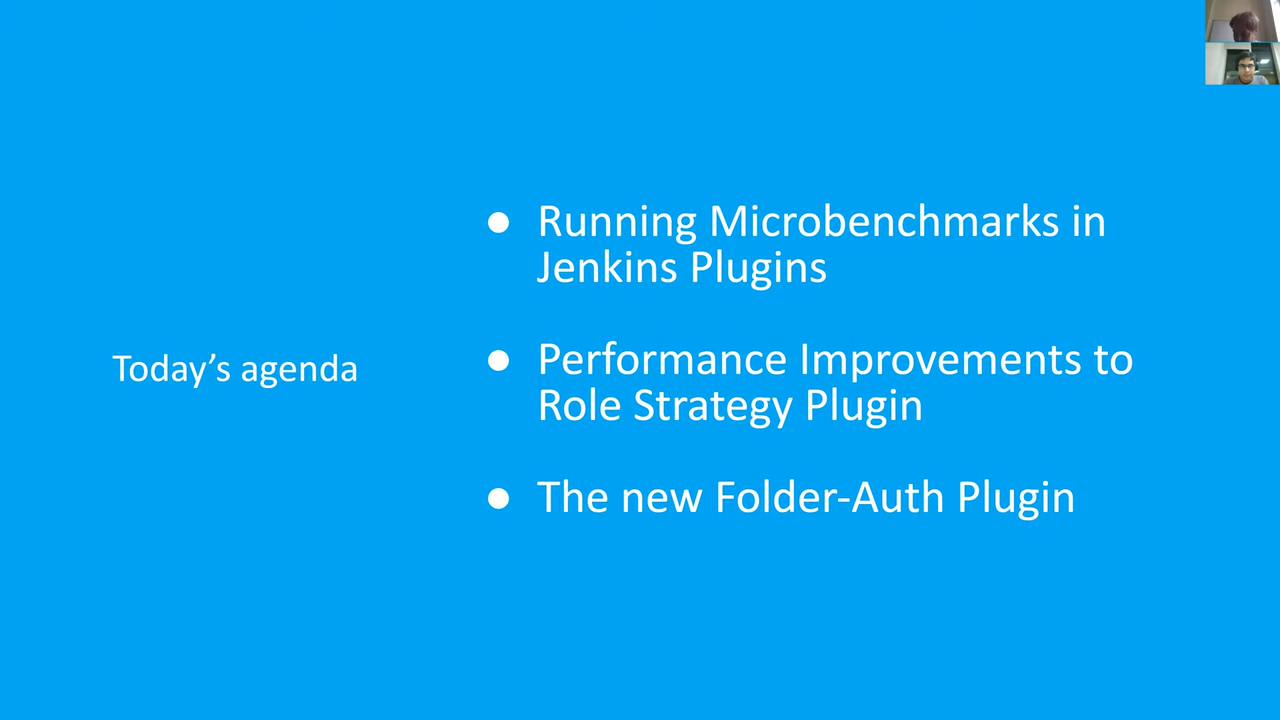 Today’s agenda
● Running Microbenchmarks in
Jenkins Plugins
● Performance Improvements to
Role Strategy Plugin
● The new Folder-Auth Plugin